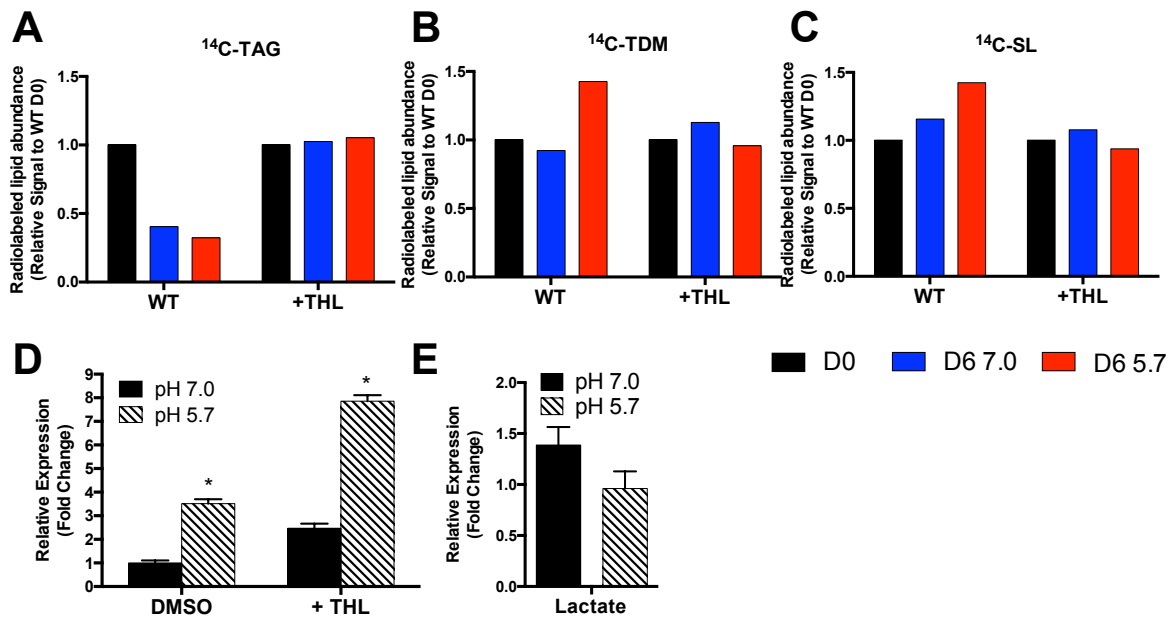 A
14C-TAG
Radiolabeled lipid abundance
(Relative Signal to WT D0)
1.5
1.0
0.5
0.0
WT
+THL
B
14C-TDM
Radiolabeled lipid abundance
(Relative Signal to WT D0)
1.5
1.0
0.5
0.0
WT
+THL
C
14C-SL
Radiolabeled lipid abundance
(Relative Signal to WT D0)
1.5
1.0
0.5
0.0
WT
+THL
D0
D6 7.0
D6 5.7
D
Relative Expression
(Fold Change)
9
8
7
6
5
4
3
2
1
0
pH 7.0
pH 5.7
*
*
DMSO
+ THL
E
Relative Expression
(Fold Change)
2.0
1.5
1.0
0.5
0.0
pH 7.0
pH 5.7
Lactate